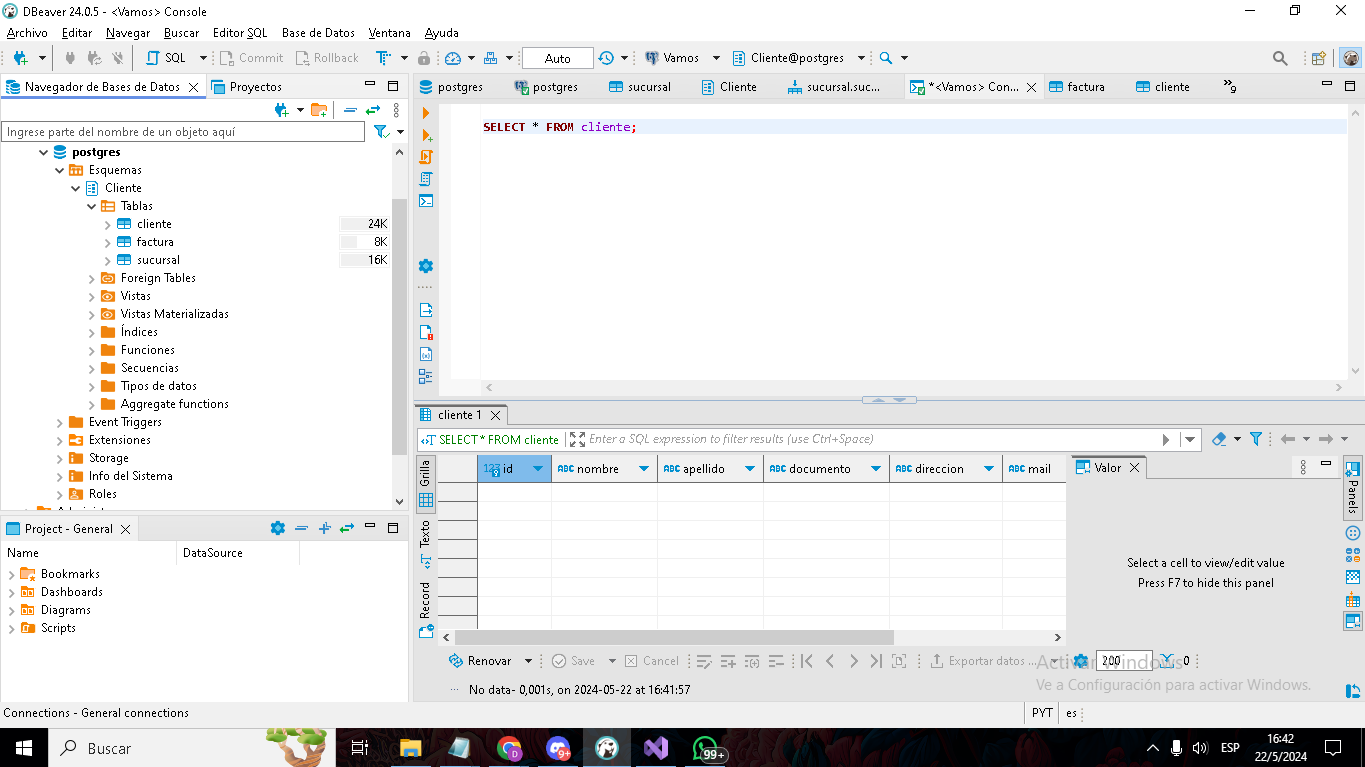 DBeaver 24.0.5 - <Vamos> Console
Archivo Editar Navegar Buscar Editor SQL Base de Datos Ventana Ayuda
SQL Commit Rollback Auto Vamos Cliente@postgres
Navegador de Bases de Datos Proyectos
postgres postgres sucursal Cliente sucursal.suc... *<Vamos> Con... factura cliente »9
Ingrese parte del nombre de un objeto aquí
SELECT * FROM cliente;
postgres
Esquemas
Cliente
Tablas
cliente 24K
factura 8K
sucursal 16K
Foreign Tables
Vistas
Vistas Materializadas
Índices
Funciones
Secuencias
Tipos de datos
Aggregate functions
Event Triggers
Extensiones
Storage
Info del Sistema
Roles
Project - General
Name DataSource
Bookmarks
Dashboards
Diagrams
Scripts
cliente 1
SELECT * FROM cliente Enter a SQL expression to filter results (use Ctrl+Space)
Grilla
Texto
Record
123 id ABC nombre ABC apellido ABC documento ABC direccion ABC mail
Valor
Panels
Select a cell to view/edit value
Press F7 to hide this panel
Renovar Save Cancel Exportar datos ... 200 0
No data- 0,001s, on 2024-05-22 at 16:41:57
Activar Windows
Ve a Configuración para activar Windows.
Connections - General connections PYT es
Buscar
D
9+
99+
ESP
16:42
22/5/2024